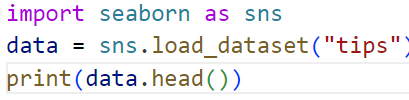 import seaborn as sns
data = sns.load_dataset("tips")
print(data.head())